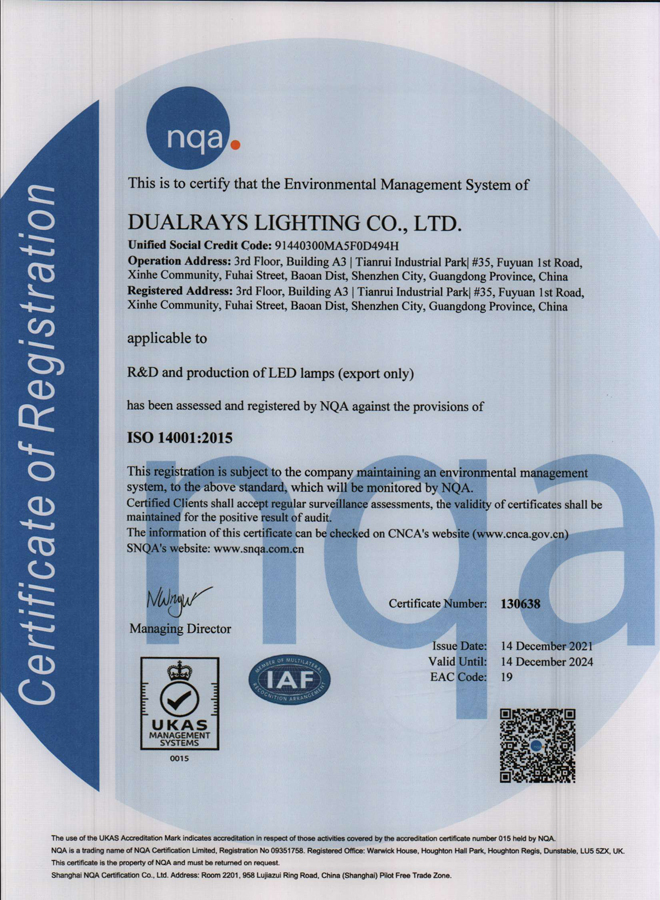 Certificate of Registration
nqa.
This is to certify that the Environmental Management System of
DUALRAYS LIGHTING CO., LTD.
Unified Social Credit Code: 91440300MA5F0D494H
Operation Address: 3rd Floor, Building A3 | Tianrui Industrial Park| #35, Fuyuan 1st Road,
Xinhe Community, Fuhai Street, Baoan Dist, Shenzhen City, Guangdong Province, China
Registered Address: 3rd Floor, Building A3 | Tianrui Industrial Park| #35, Fuyuan 1st Road,
Xinhe Community, Fuhai Street, Baoan Dist, Shenzhen City, Guangdong Province, China
applicable to
R&D and production of LED lamps (export only)
has been assessed and registered by NQA against the provisions of
ISO 14001:2015
This registration is subject to the company maintaining an environmental management
system, to the above standard, which will be monitored by NQA.
Certified Clients shall accept regular surveillance assessments, the validity of certificates shall be
maintained for the positive result of audit.
The information of this certificate can be checked on CNCA's website (www.cnca.gov.cn)
SNQA's website: www.snqa.com.cn
nqa
Managing Director
Certificate Number: 130638
Issue Date: 14 December 2021
Valid Until: 14 December 2024
EAC Code: 19
UKAS
MANAGEMENT
SYSTEMS
0015
MEMBER OF MULTILATERAL
IAF
RECOGNITION ARRANGEMENT
The use of the UKAS Accreditation Mark indicates accreditation in respect of those activities covered by the accreditation certificate number 015 held by NQA.
NQA is a trading name of NQA Certification Limited, Registration No 09351758. Registered Office: Warwick House, Houghton Hall Park, Houghton Regis, Dunstable, LU5 5ZX, UK.
This certificate is the property of NQA and must be returned on request.
Shanghai NQA Certification Co., Ltd. Address: Room 2201, 958 Lujiazui Ring Road, China (Shanghai) Pilot Free Trade Zone.